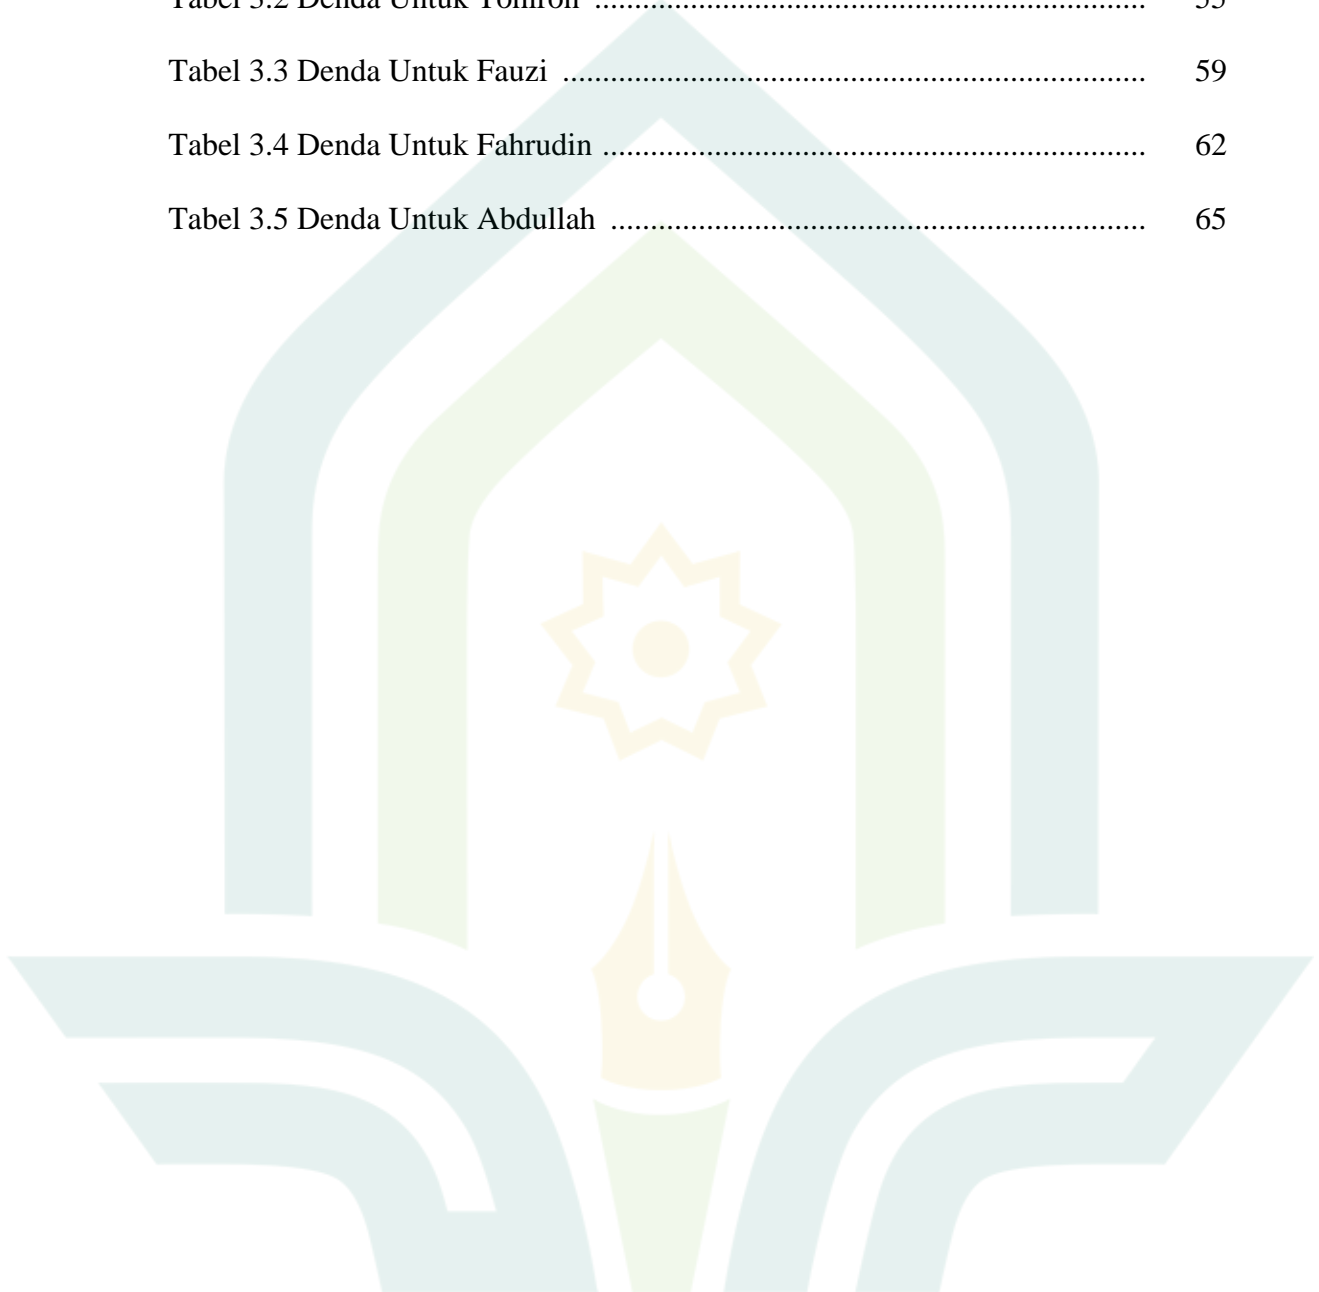 Tabel 3.2 Denda Untuk ............................................................................
Tabel 3.3 Denda Untuk Fauzi ......................................................................... 59
Tabel 3.4 Denda Untuk Fahrudin .................................................................... 62
Tabel 3.5 Denda Untuk Abdullah ................................................................... 65